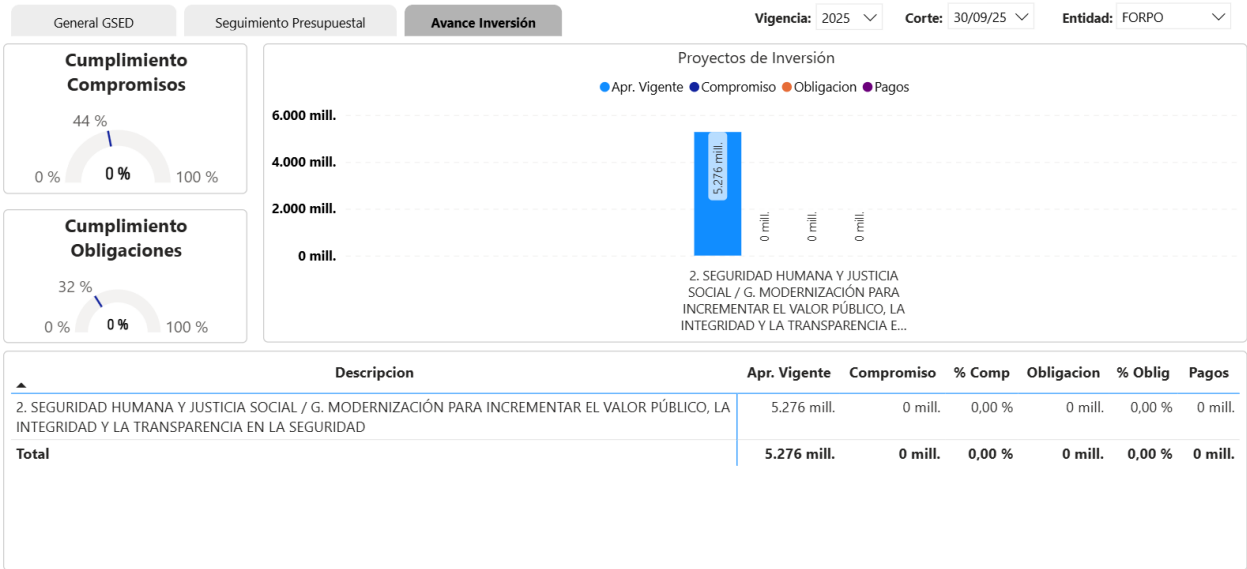 General GSED
Seguimiento Presupuestal
Avance Inversión
Vigencia: 2025
Corte: 30/09/25
Entidad: FORPO
Cumplimiento
Compromisos
44 %
0 %
0 %
100 %
Cumplimiento
Obligaciones
32 %
0 %
0 %
100 %
Proyectos de Inversión
Apr. Vigente Compromiso Obligacion Pagos
6.000 mill.
4.000 mill.
2.000 mill.
0 mill.
5.276 mill.
0 mill.
0 mill.
0 mill.
2. SEGURIDAD HUMANA Y JUSTICIA
SOCIAL / G. MODERNIZACIÓN PARA
INCREMENTAR EL VALOR PÚBLICO, LA
INTEGRIDAD Y LA TRANSPARENCIA E...
Descripcion Apr. Vigente Compromiso % Comp Obligacion % Oblig Pagos
2. SEGURIDAD HUMANA Y JUSTICIA SOCIAL / G. MODERNIZACIÓN PARA INCREMENTAR EL VALOR PÚBLICO, LA 5.276 mill. 0 mill. 0,00 % 0 mill. 0,00 % 0 mill.
INTEGRIDAD Y LA TRANSPARENCIA EN LA SEGURIDAD
Total 5.276 mill. 0 mill. 0,00 % 0 mill. 0,00 % 0 mill.